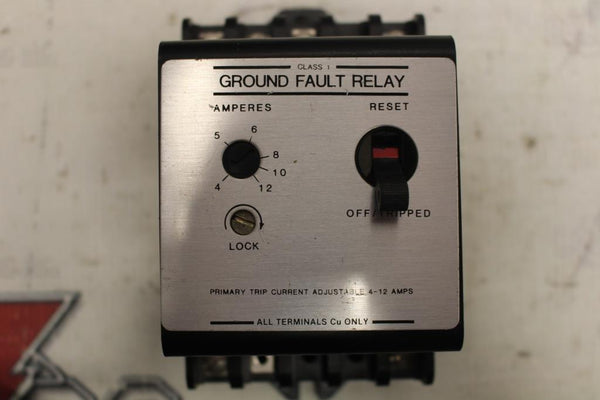 CLASS 1
GROUND FAULT RELAY
AMPERES RESET
5 6 8 10 12 4
OFF/TRIPPED
LOCK
PRIMARY TRIP CURRENT ADJUSTABLE 4-12 AMPS
ALL TERMINALS Cu ONLY